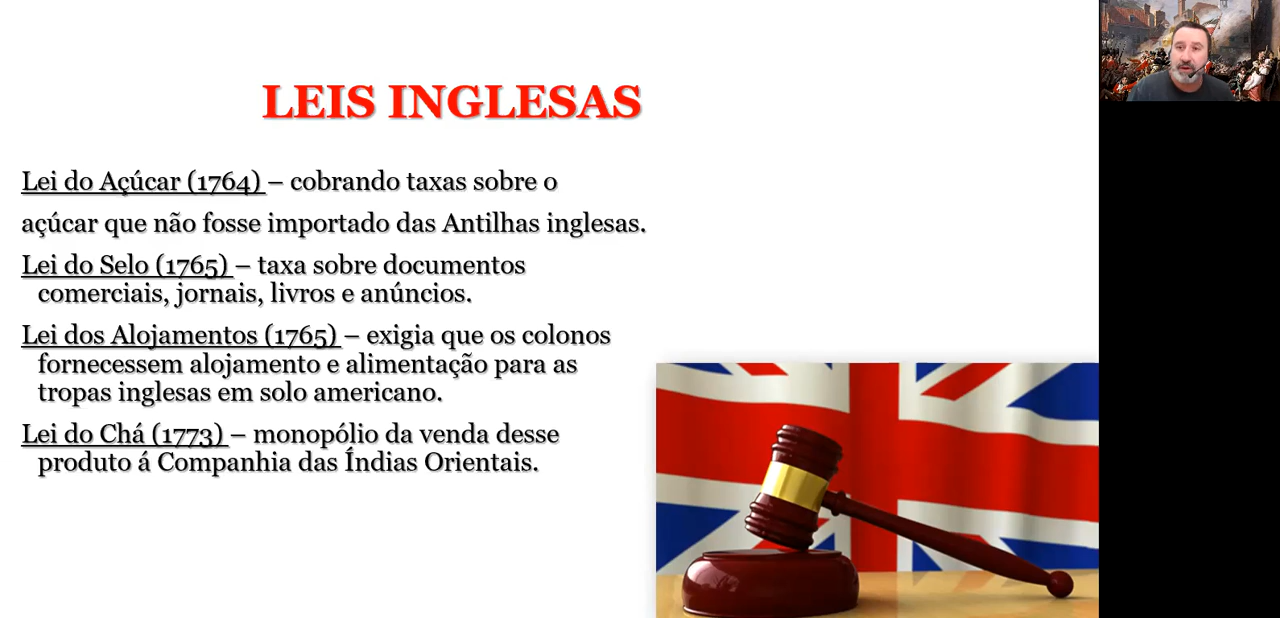 LEIS INGLESAS
Lei do Açúcar (1764) – cobrando taxas sobre o
açúcar que não fosse importado das Antilhas inglesas.
Lei do Selo (1765) – taxa sobre documentos
comerciais, jornais, livros e anúncios.
Lei dos Alojamentos (1765) – exigia que os colonos
fornecessem alojamento e alimentação para as
tropas inglesas em solo americano.
Lei do Chá (1773) – monopólio da venda desse
produto á Companhia das Índias Orientais.